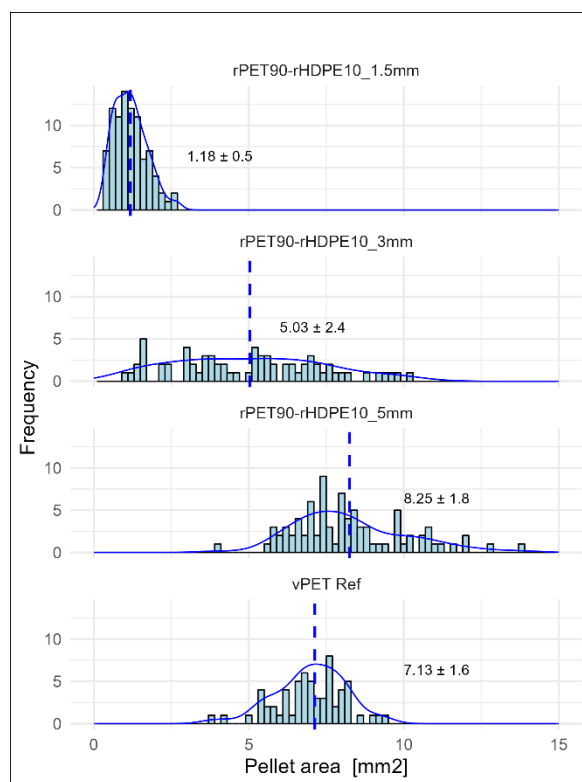 rPET90-rHDPE10_1.5mm
10
5
0
1.18 ± 0.5
rPET90-rHDPE10_3mm
10
5
0
5.03 ± 2.4
Frequency
rPET90-rHDPE10_5mm
10
5
0
8.25 ± 1.8
vPET Ref
10
5
0
7.13 ± 1.6
0 5 10 15
Pellet area [mm2]